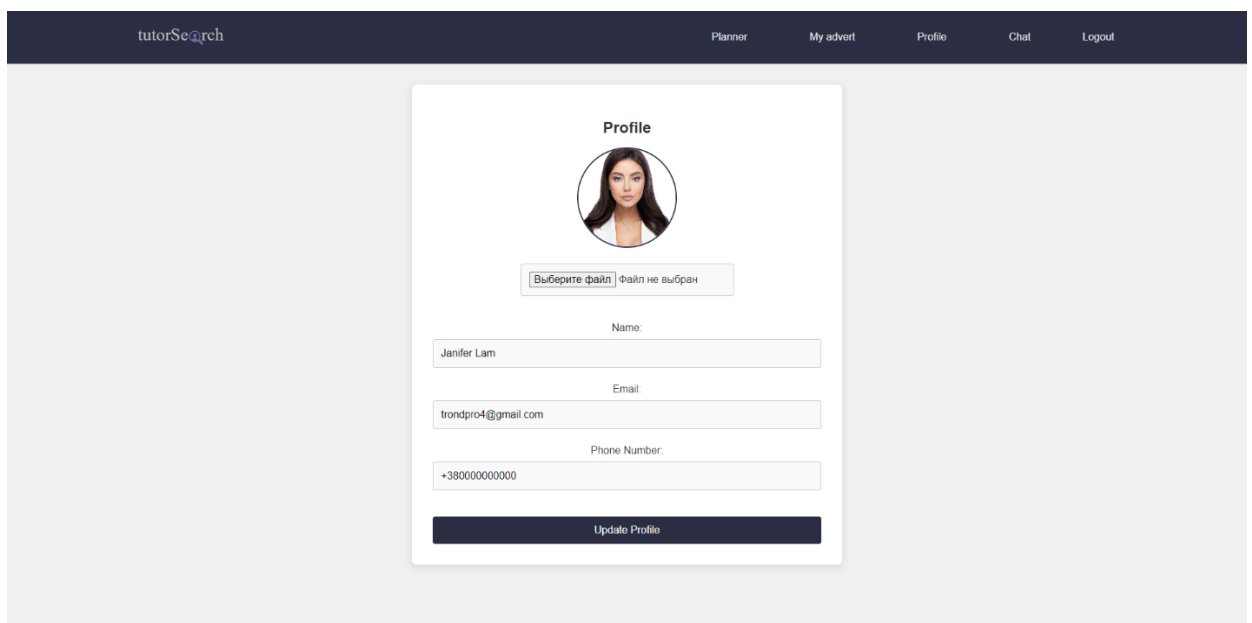 tutorSearch
Planner
My advert
Profile
Chat
Logout
Profile
Выберите файл Файл не выбран
Name:
Janifer Lam
Email:
trondpro4@gmail.com
Phone Number:
+380000000000
Update Profile